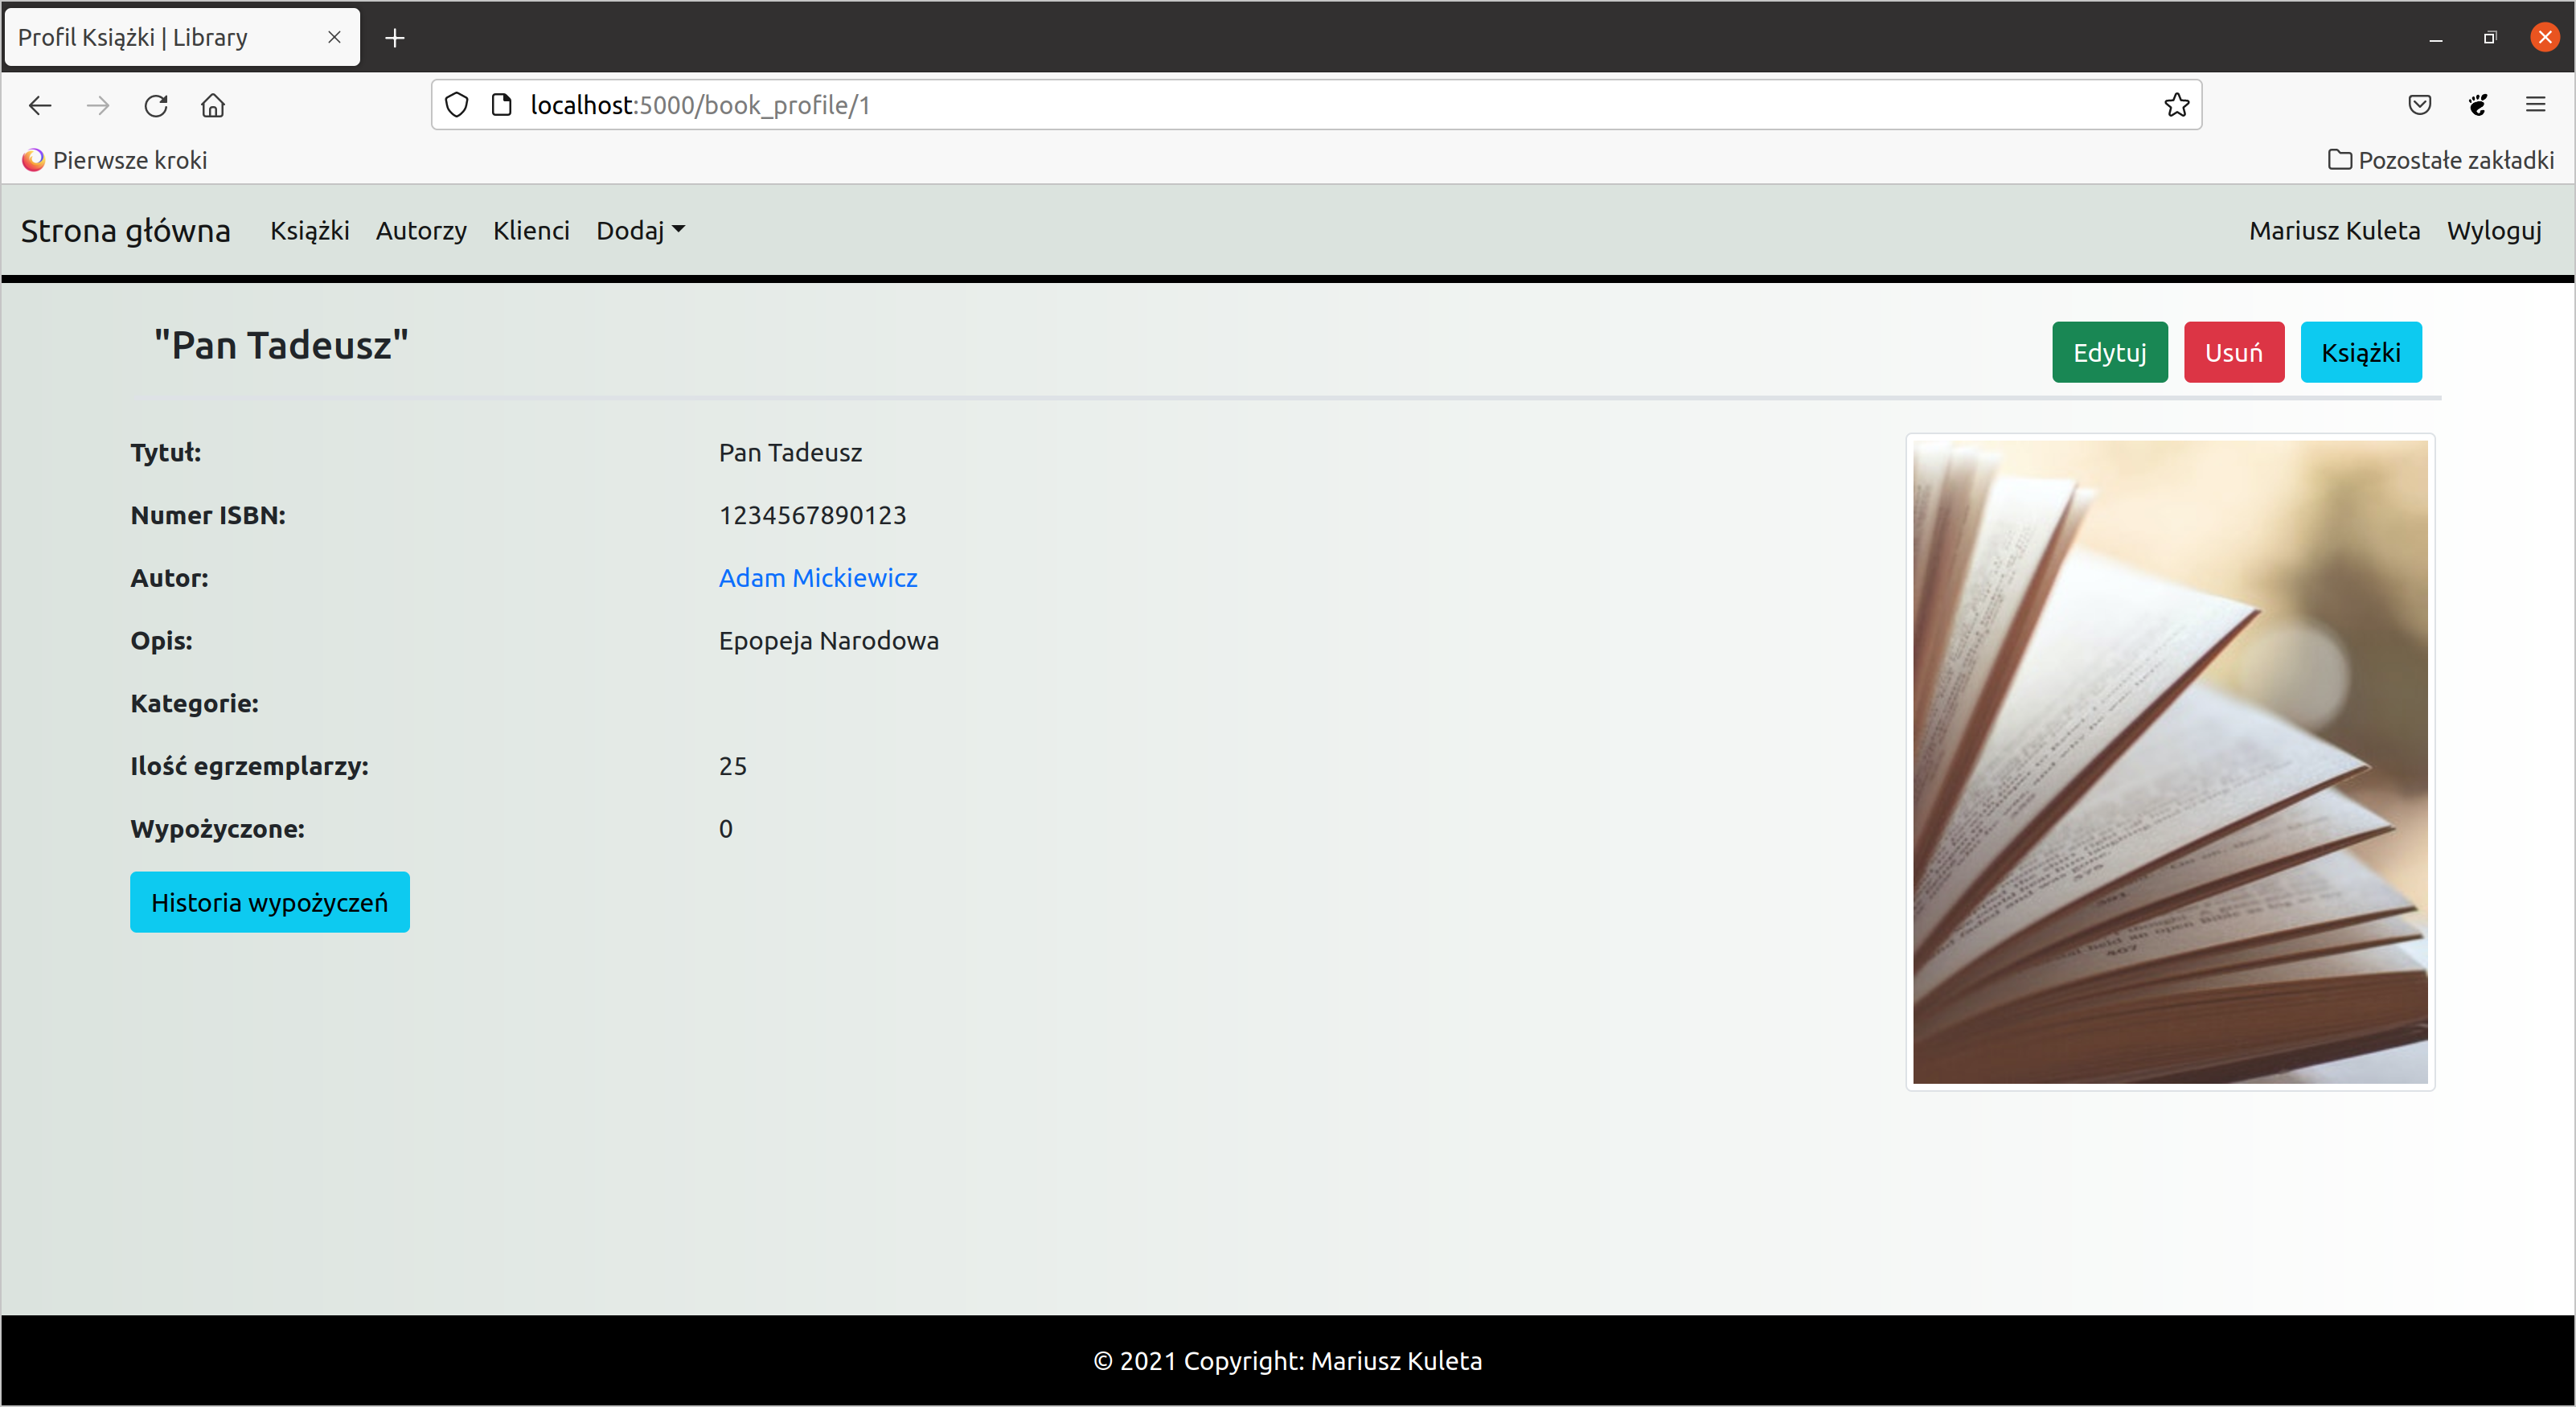 Profil Książki | Library
localhost:5000/book_profile/1
Pierwsze kroki
Pozostałe zakładki
Strona główna Książki Autorzy Klienci Dodaj Mariusz Kuleta Wyloguj
"Pan Tadeusz" Edytuj Usuń Książki
Tytuł: Pan Tadeusz
Numer ISBN: 1234567890123
Autor: Adam Mickiewicz
Opis: Epopeja Narodowa
Kategorie:
Ilość egrzemplarzy: 25
Wypożyczone: 0
Historia wypożyczeń
© 2021 Copyright: Mariusz Kuleta